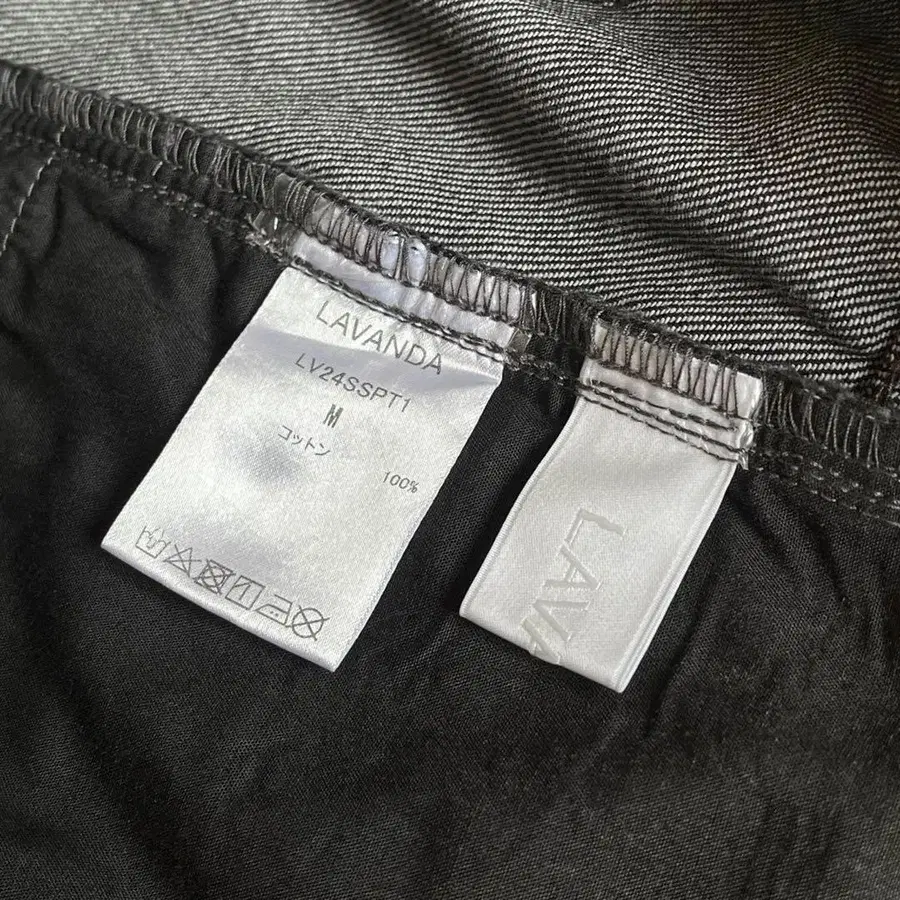 LAVANDA
LV24SSPT1
M
コットン
100%
LAVA